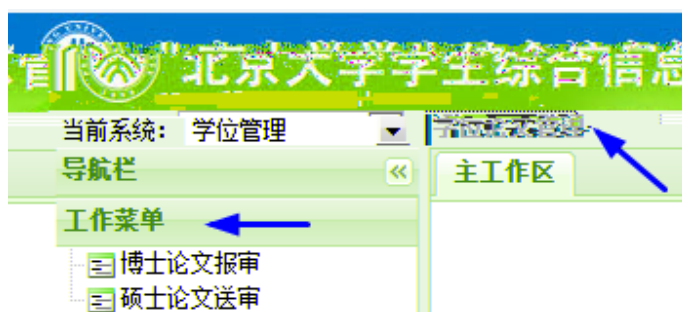 北京大学学生综合信息
当前系统： 学位管理
导航栏 «
主工作区
工作菜单
博士论文报审
硕士论文送审